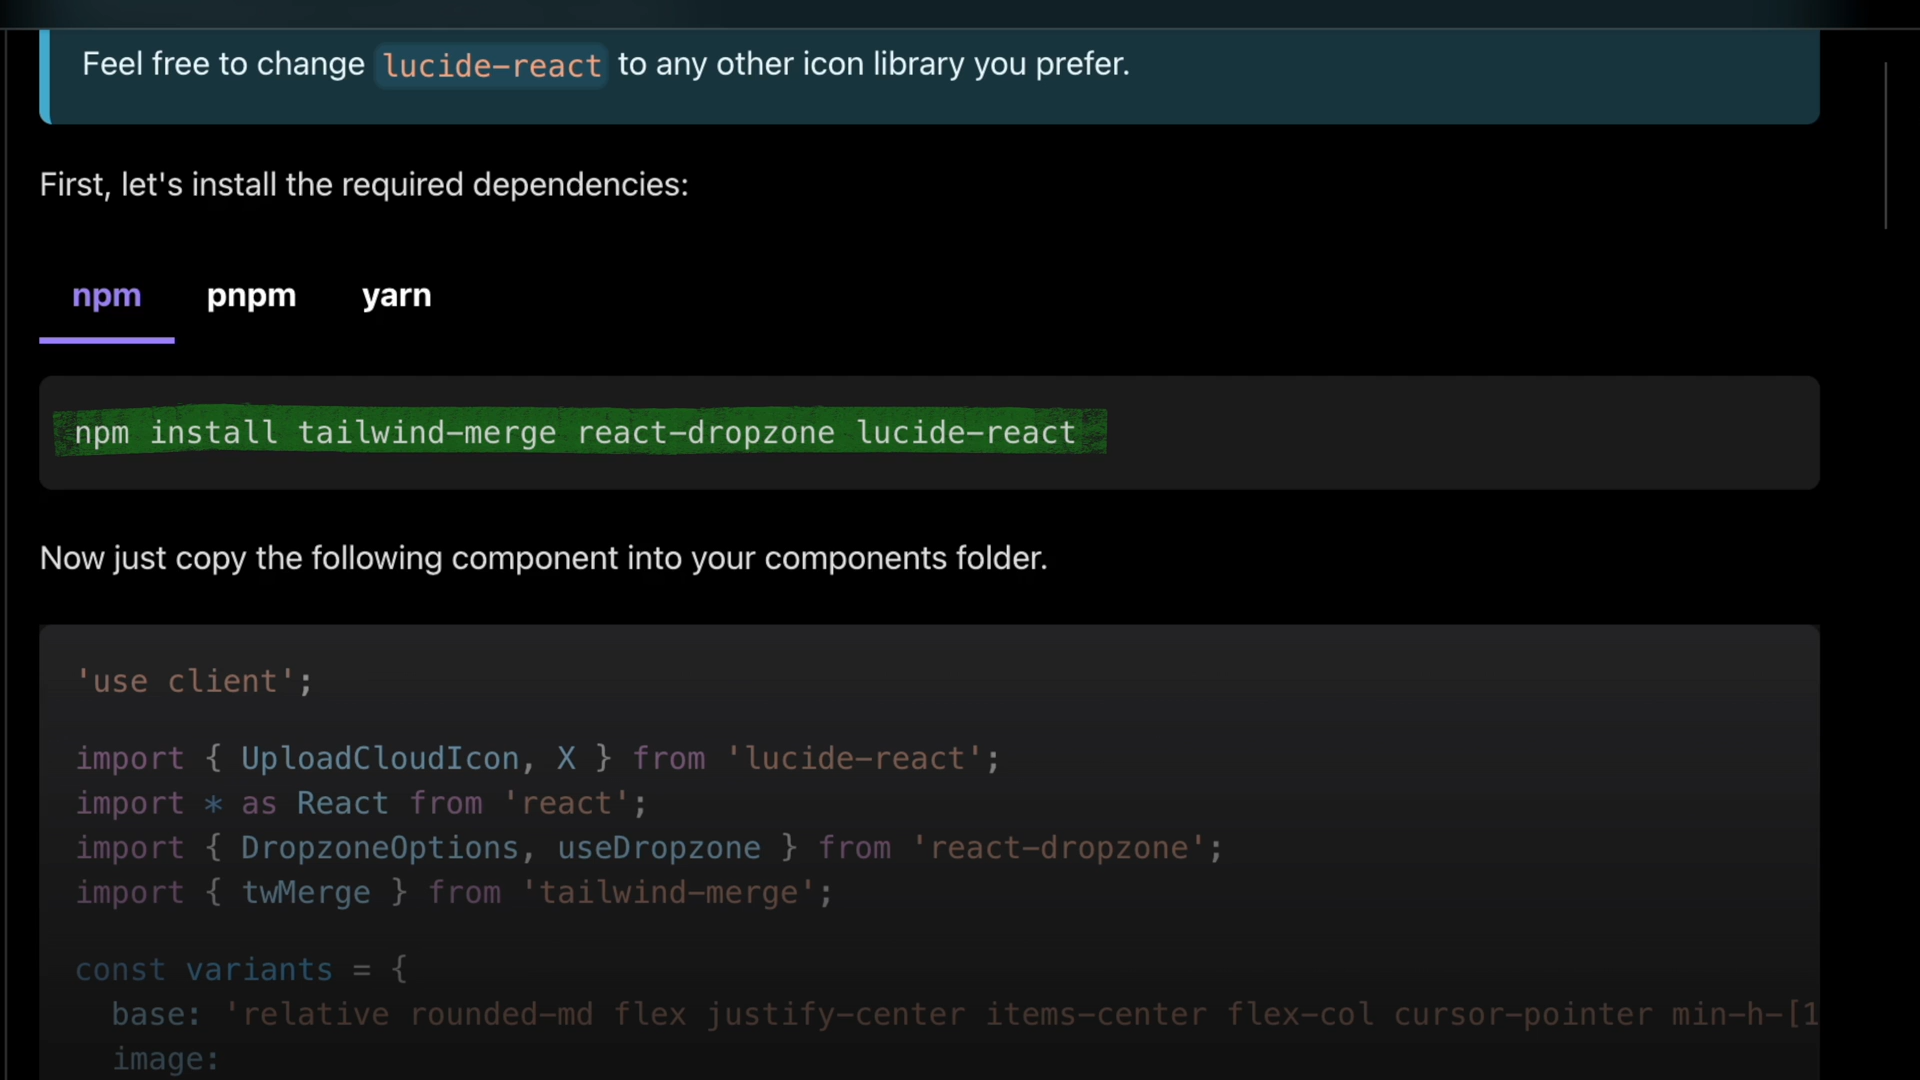 Feel free to change lucide-react to any other icon library you prefer.
First, let's install the required dependencies:
npm pnpm yarn
npm install tailwind-merge react-dropzone lucide-react
Now just copy the following component into your components folder.
'use client';
import { UploadCloudIcon, X } from 'lucide-react';
import * as React from 'react';
import { DropzoneOptions, useDropzone } from 'react-dropzone';
import { twMerge } from 'tailwind-merge';
const variants = {
base: 'relative rounded-md flex justify-center items-center flex-col cursor-pointer min-h-[1
image: